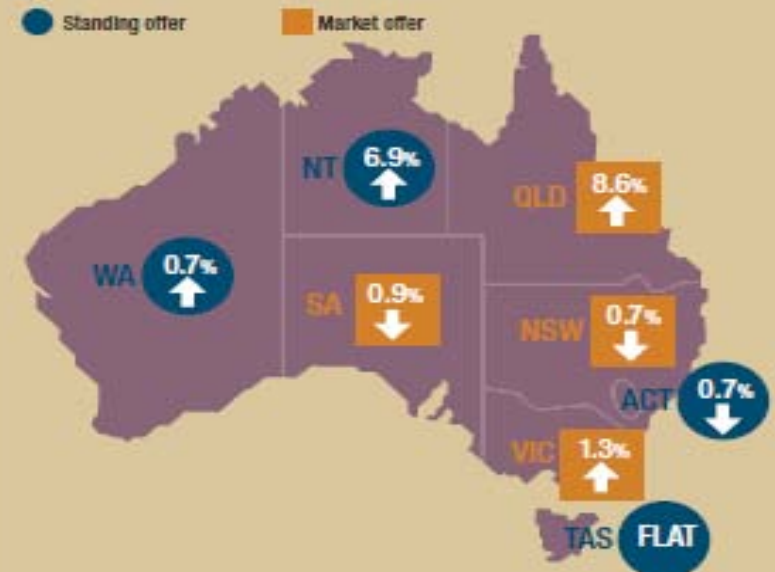 Standing offer
Market offer
NT 6.9%
QLD 8.6%
WA 0.7%
SA 0.9%
NSW 0.7%
ACT 0.7%
VIC 1.3%
TAS FLAT